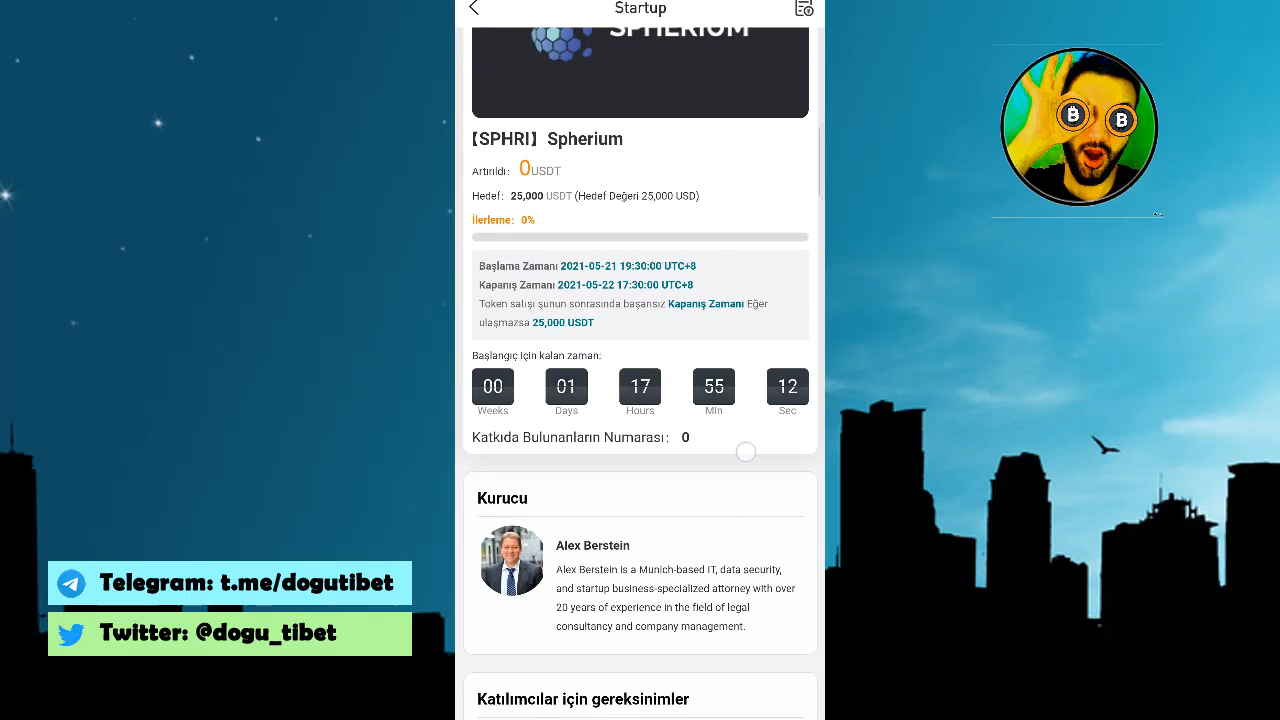 Startup
SPHERIUM
【SPHRI】 Spherium
Artırıldı: 0USDT
Hedef: 25,000 USDT (Hedef Değeri 25,000 USD)
İlerleme: 0%
Başlama Zamanı 2021-05-21 19:30:00 UTC+8
Kapanış Zamanı 2021-05-22 17:30:00 UTC+8
Token salışı şunun sonrasında başarısız Kapanış Zamanı Eğer
ulaşmazsa 25,000 USDT
Başlangıç için kalan zaman:
00 01 17 55 12
Weeks Days Hours Min Sec
Katkıda Bulunanların Numarası: 0
Kurucu
Alex Berstein
Alex Berstein is a Munich-based IT, data security,
and startup business-specialized attorney with over
20 years of experience in the field of legal
consultancy and company management.
Katılımcılar için gereksinimler
Telegram: t.me/dogutibet
Twitter: @dogu_tibet